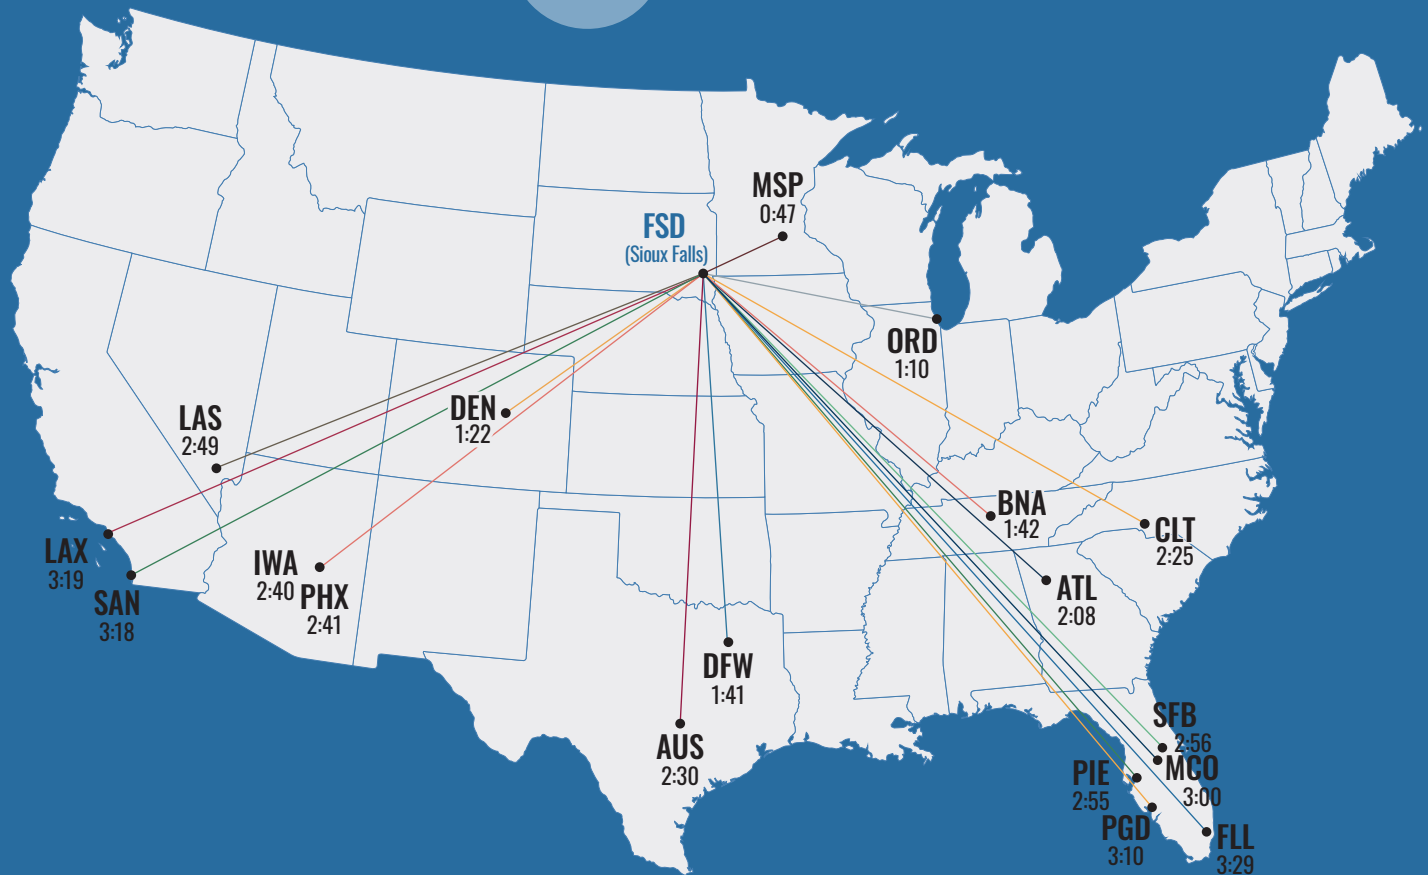 MSP
0:47
FSD
(Sioux Falls)
ORD
1:10
DEN
1:22
LAS
2:49
BNA
1:42
CLT
2:25
LAX
3:19
SAN
3:18
IWA
2:40
PHX
2:41
ATL
2:08
DFW
1:41
AUS
2:30
SFB
2:56
MCO
3:00
PIE
2:55
PGD
3:10
FLL
3:29